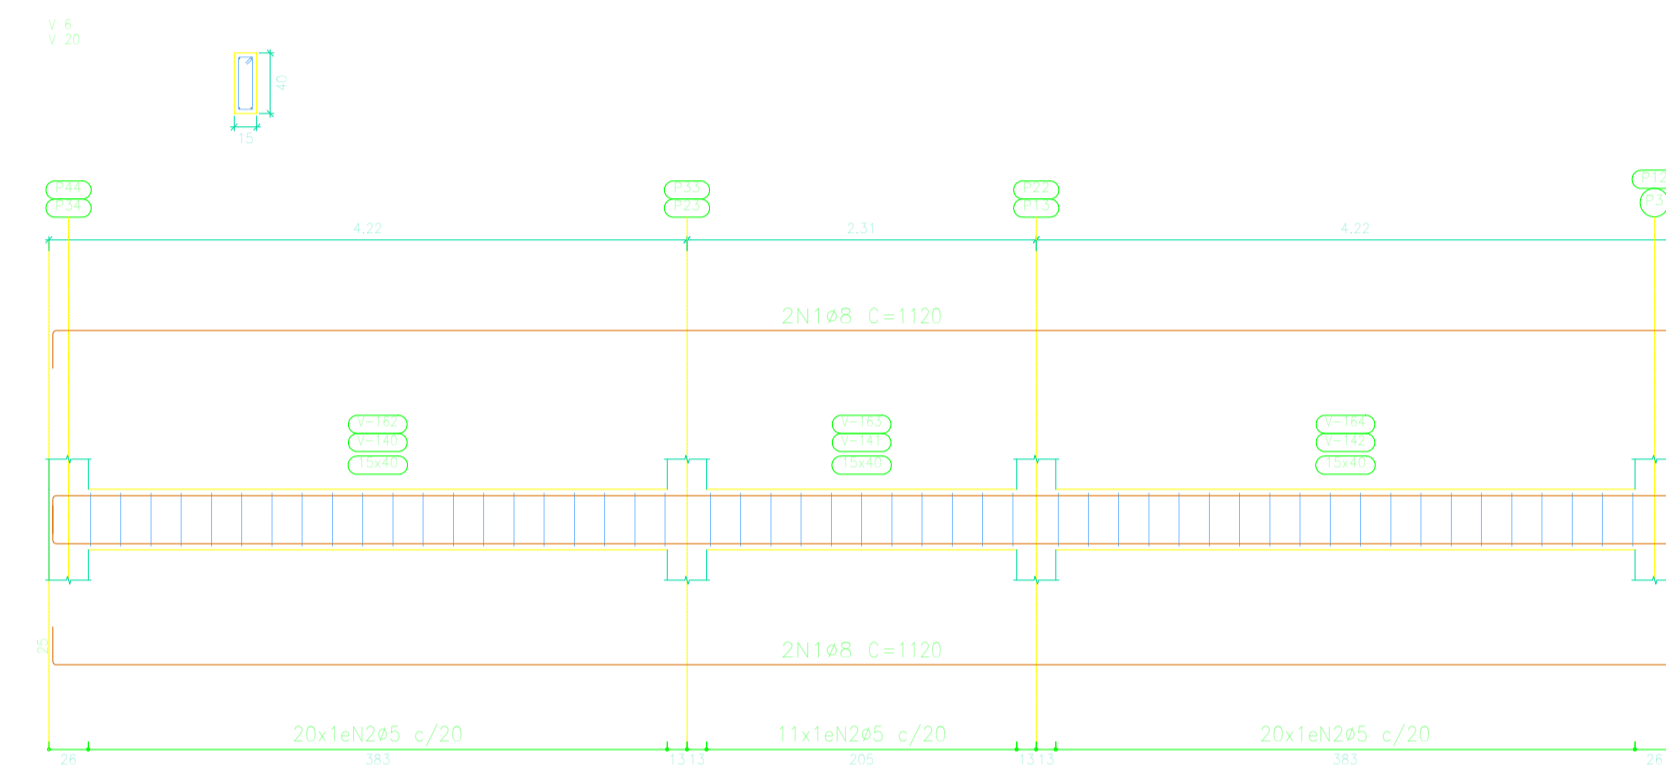 V 6
V 20
40
15
P44
P34
P33
P23
P22
P13
P12
P3
4.22
2.31
4.22
2N1ø8 C=1120
V-162
V-140
15x40
V-163
V-141
15x40
V-164
V-142
15x40
25
2N1ø8 C=1120
20x1eN2ø5 c/20
11x1eN2ø5 c/20
20x1eN2ø5 c/20
26
383
13 13
205
13 13
383
26